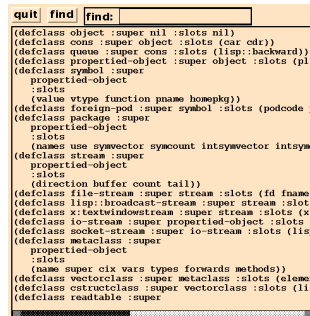 quit find find:
(defclass object :super nil :slots nil)
(defclass cons :super object :slots (car cdr))
(defclass queue :super cons :slots (lisp::backward))
(defclass propertied-object :super object :slots (pl
(defclass symbol :super
propertied-object
:slots
(value vtype function pname homepkg))
(defclass foreign-pod :super symbol :slots (podcode
(defclass package :super
propertied-object
:slots
(names use symvector symcount intsymvector intsym
(defclass stream :super
propertied-object
:slots
(direction buffer count tail))
(defclass file-stream :super stream :slots (fd fname
(defclass lisp::broadcast-stream :super stream :slot
(defclass x:textwindowstream :super stream :slots (x
(defclass io-stream :super propertied-object :slots
(defclass socket-stream :super io-stream :slots (lis
(defclass metaclass :super
propertied-object
:slots
(name super cix vars types forwards methods))
(defclass vectorclass :super metaclass :slots (eleme
(defclass cstructclass :super vectorclass :slots (li
(defclass readtable :super